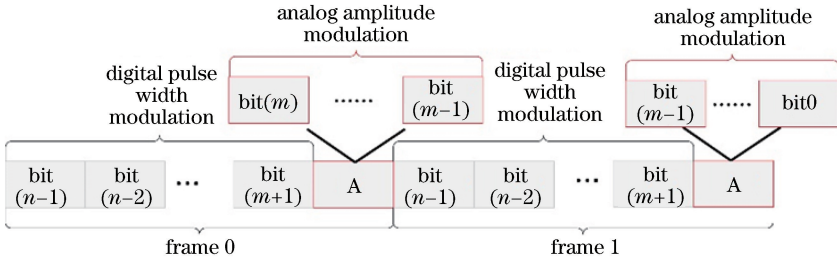 analog amplitude
modulation
analog amplitude
modulation
digital pulse
width
modulation
digital pulse
width
modulation
bit(m)
......
bit
(m−1)
bit
(m−1)
......
bit0
bit
(n−1)
bit
(n−2)
...
bit
(m+1)
A
bit
(n−1)
bit
(n−2)
...
bit
(m+1)
A
frame 0
frame 1